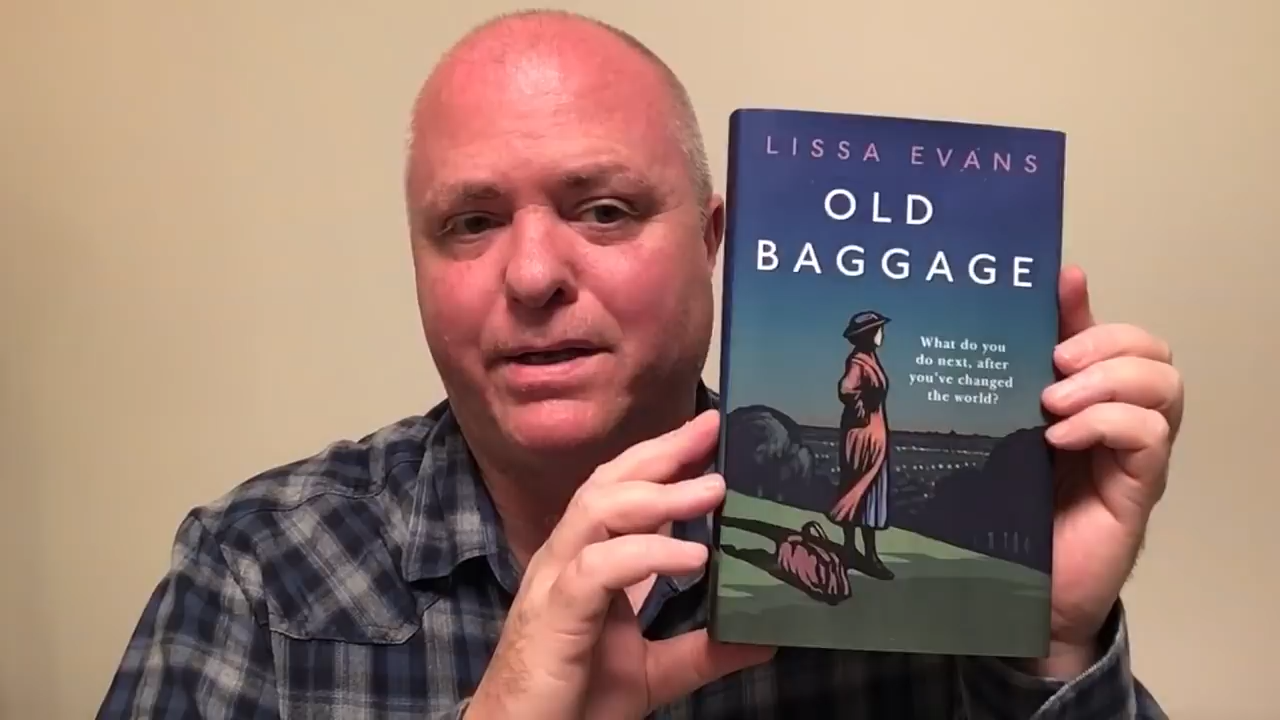 LISSA EVANS
OLD
BAGGAGE
What do you
do next, after
you've changed
the world?